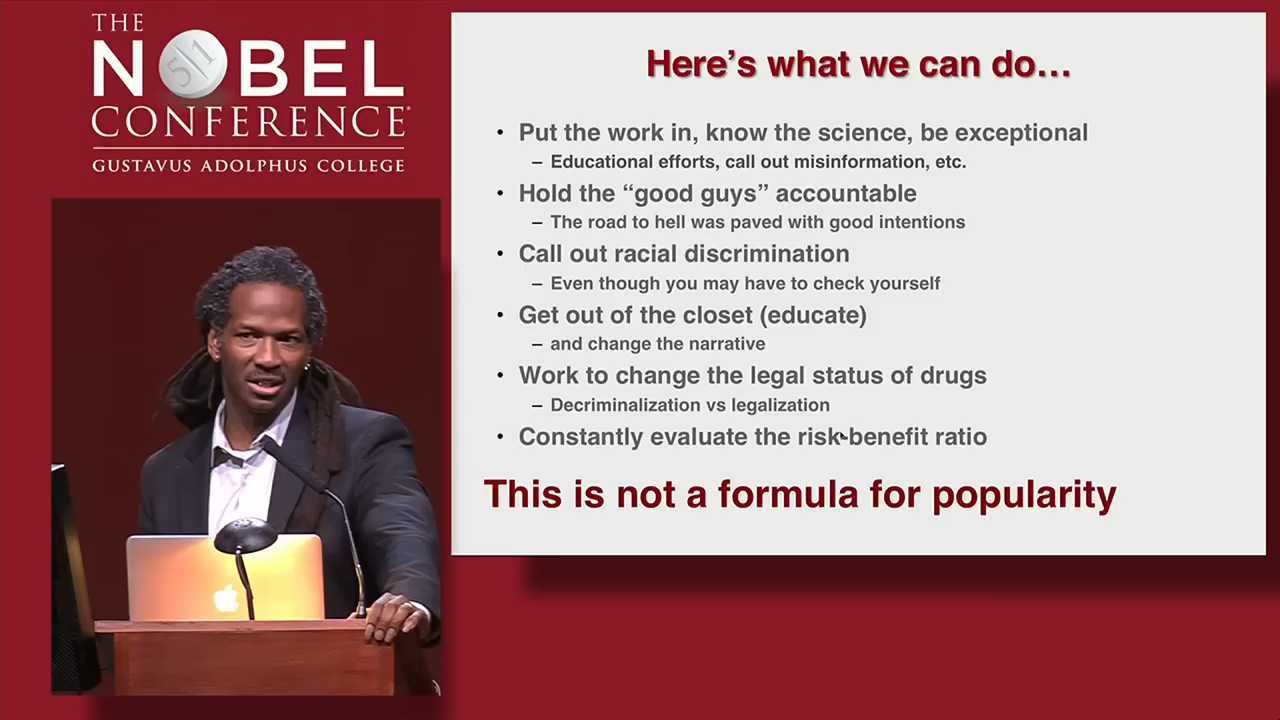 THE
NOBEL
51
CONFERENCE®
GUSTAVUS ADOLPHUS COLLEGE
Here's what we can do…
• Put the work in, know the science, be exceptional
– Educational efforts, call out misinformation, etc.
• Hold the “good guys” accountable
– The road to hell was paved with good intentions
• Call out racial discrimination
– Even though you may have to check yourself
• Get out of the closet (educate)
– and change the narrative
• Work to change the legal status of drugs
– Decriminalization vs legalization
• Constantly evaluate the risk-benefit ratio
This is not a formula for popularity